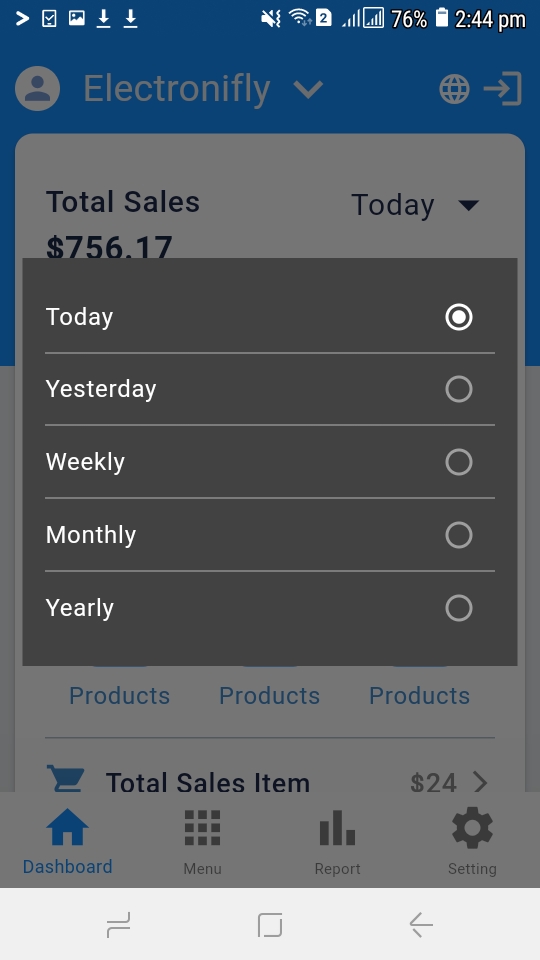 2 76% 2:44 pm
Electronifly
Total Sales Today
$756.17
Today
Yesterday
Weekly
Monthly
Yearly
Products Products Products
Total Sales Item $24
Dashboard Menu Report Setting